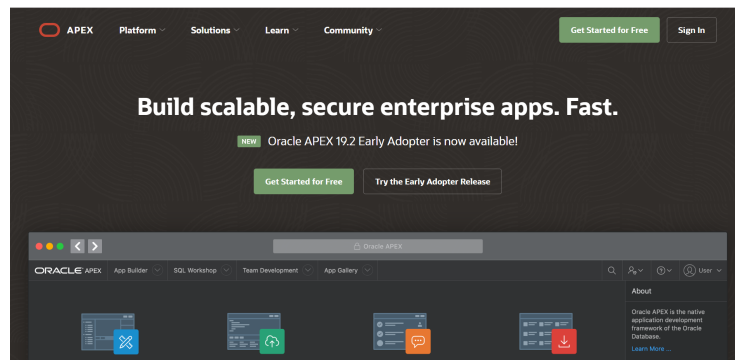 APEX Platform Solutions Learn Community Get Started for Free Sign In
Build scalable, secure enterprise apps. Fast.
NEW Oracle APEX 19.2 Early Adopter is now available!
Get Started for Free Try the Early Adopter Release
Oracle APEX
ORACLE APEX App Builder SQL Workshop Team Development App Gallery User
About
Oracle APEX is the native
application development
framework of the Oracle
Database.
Learn More ...